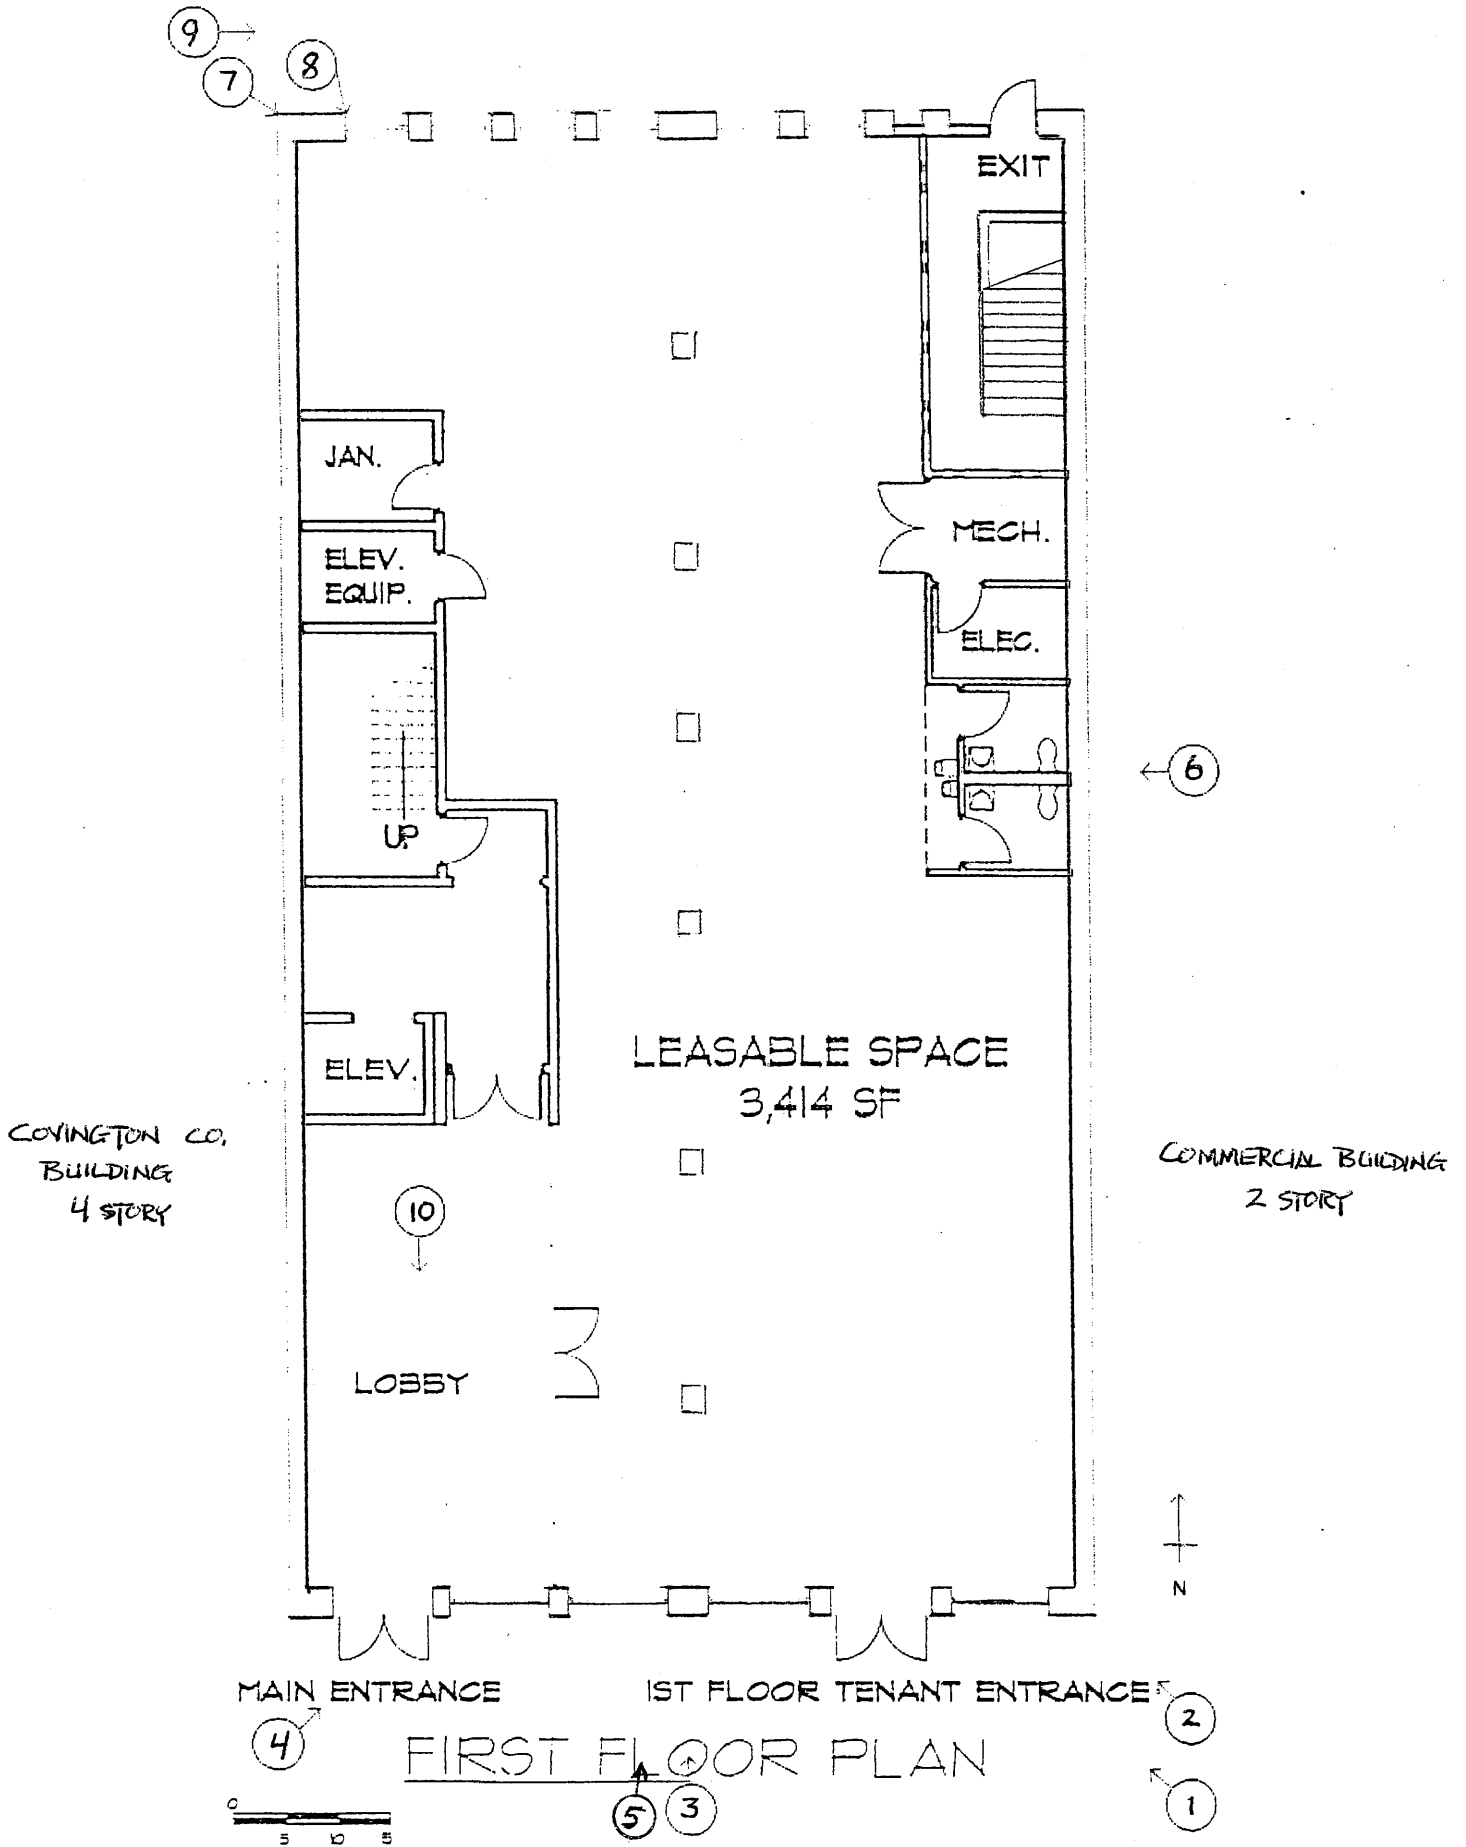 9
7
8
EXIT
JAN.
MECH.
ELEV.
EQUIP.
ELEC.
6
UP
LEASABLE SPACE
3,414 SF
ELEV.
COVINGTON CO.
BUILDING
4 STORY
COMMERCIAL BUILDING
2 STORY
10
LOBBY
N
MAIN ENTRANCE
1ST FLOOR TENANT ENTRANCE
2
4
FIRST FLOOR PLAN
5
3
1
0
5 10 15